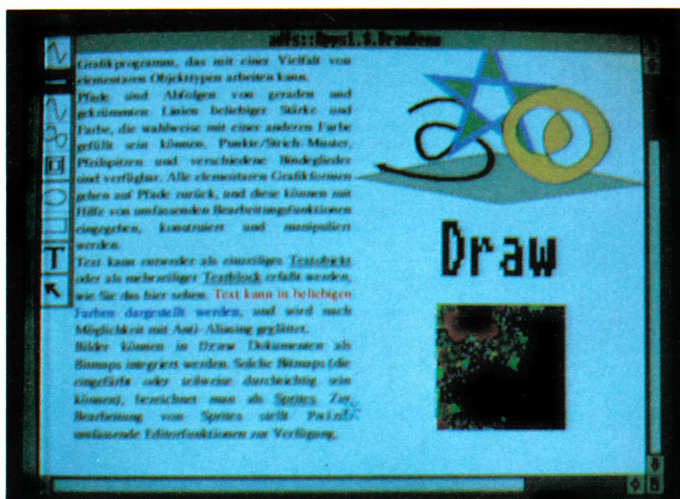 adfs::Apps1.$.DrawDemo
Grafikprogramm, das mit einer Vielfalt von
elementaren Objekttypen arbeiten kann.
Pfade sind Abfolgen von geraden und
gekrümmten Linien beliebiger Stärke und
Farbe, die wahlweise mit einer anderen Farbe
gefüllt sein können. Punkte/Strich-Muster,
Pfeilspitzen und verschiedene Bindeglieder
sind verfügbar. Alle elementaren Grafikformen
gehen auf Pfade zurück, und diese können mit
Hilfe von umfassenden Bearbeitungsfunktionen
eingegeben, konstruiert und manipuliert
werden.
Text kann entweder als einzeiliges Textobjekt
oder als mehrzeiliger Textblock erfaßt werden,
wie Sie das hier sehen. Text kann in beliebigen
Farben dargestellt werden, und wird nach
Möglichkeit mit Anti-Aliasing geglättet.
Bilder können in Draw Dokumenten als
Bitmaps integriert werden. Solche Bitmaps (die
eingefärbt oder teilweise durchsichtig sein
können), bezeichnet man als Sprites. Zur
Bearbeitung von Sprites stellt Paint
umfassende Editorfunktionen zur Verfügung.
T
Draw